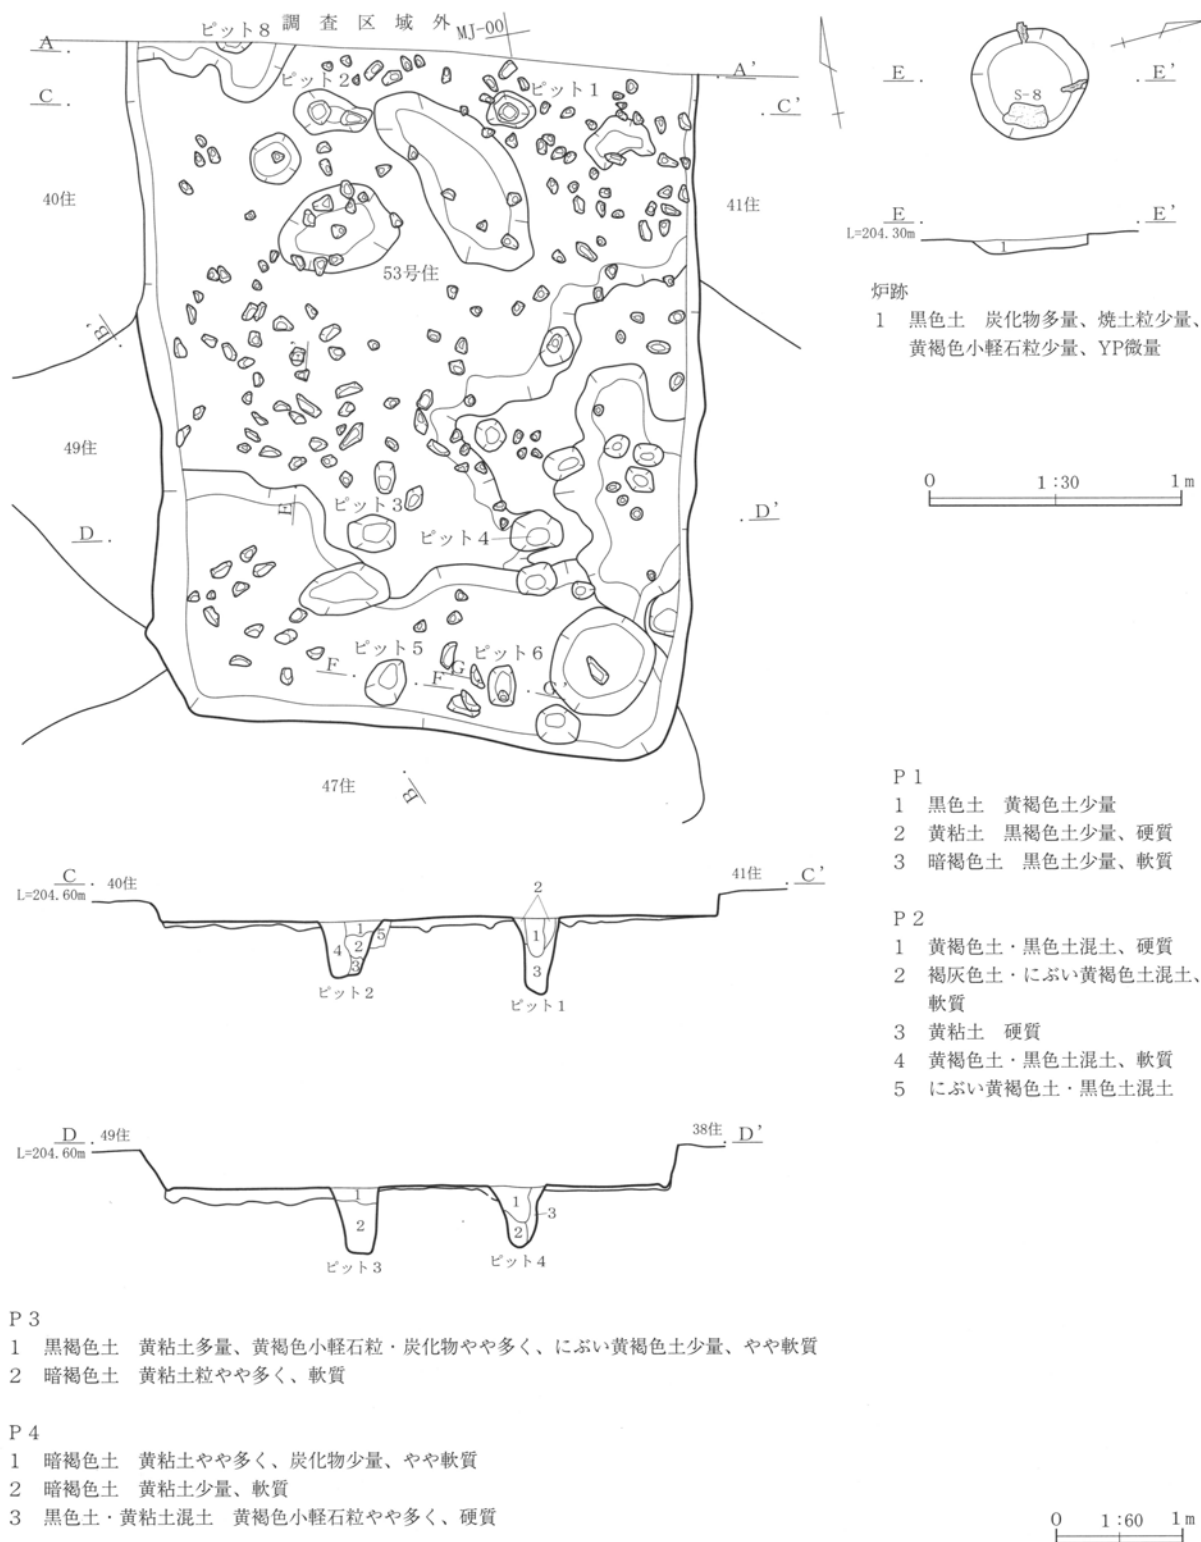 ピット8 調査区域外 MJ-00
A A'
ピット2 ピット1
C C'
40住 41住
53号住
B'
E'
49住
ピット3
E
D D'
ピット4
ピット5 ピット6
F F' G G'
47住
B
E E'
S-8
E E'
L=204.30m
1
炉跡
1 黒色土 炭化物多量、焼土粒少量、
黄褐色小軽石粒少量、YP微量
0 1:30 1m
P1
1 黒色土 黄褐色土少量
2 黄粘土 黒褐色土少量、硬質
3 暗褐色土 黒色土少量、軟質
P2
1 黄褐色土・黒色土混土、硬質
2 褐灰色土・にぶい黄褐色土混土、
軟質
3 黄粘土 硬質
4 黄褐色土・黒色土混土、軟質
5 にぶい黄褐色土・黒色土混土
C 40住 41住 C'
L=204.60m
2
1 5 1
4 2
3 3
ピット2 ピット1
D 49住 38住 D'
L=204.60m
1 1
2 2 3
ピット3 ピット4
P3
1 黒褐色土 黄粘土多量、黄褐色小軽石粒・炭化物やや多く、にぶい黄褐色土少量、やや軟質
2 暗褐色土 黄粘土粒やや多く、軟質
P4
1 暗褐色土 黄粘土やや多く、炭化物少量、やや軟質
2 暗褐色土 黄粘土少量、軟質
3 黒色土・黄粘土混土 黄褐色小軽石粒やや多く、硬質
0 1:60 1m